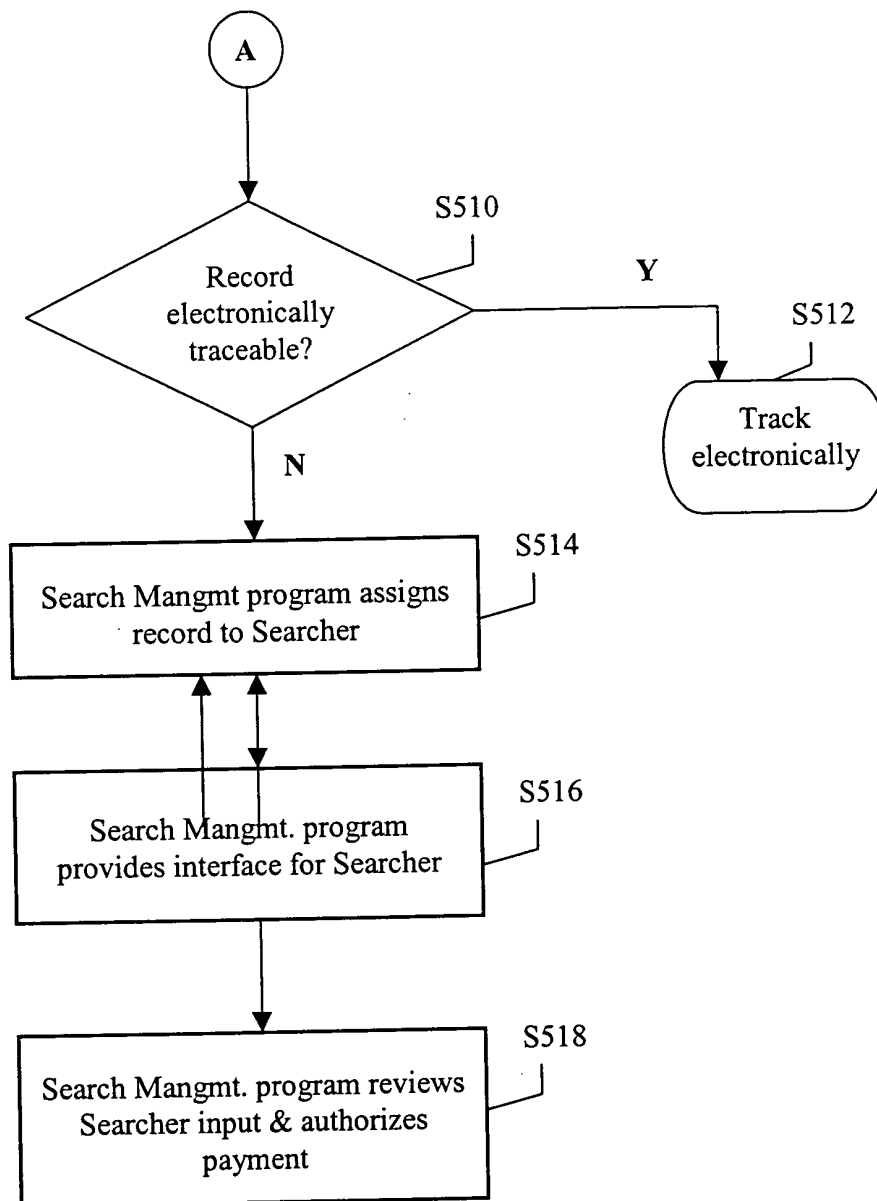 A
S510
Record
electronically
traceable?
Y
S512
Track
electronically
N
S514
Search Mangmt program assigns
record to Searcher
S516
Search Mangmt. program
provides interface for Searcher
S518
Search Mangmt. program reviews
Searcher input & authorizes
payment